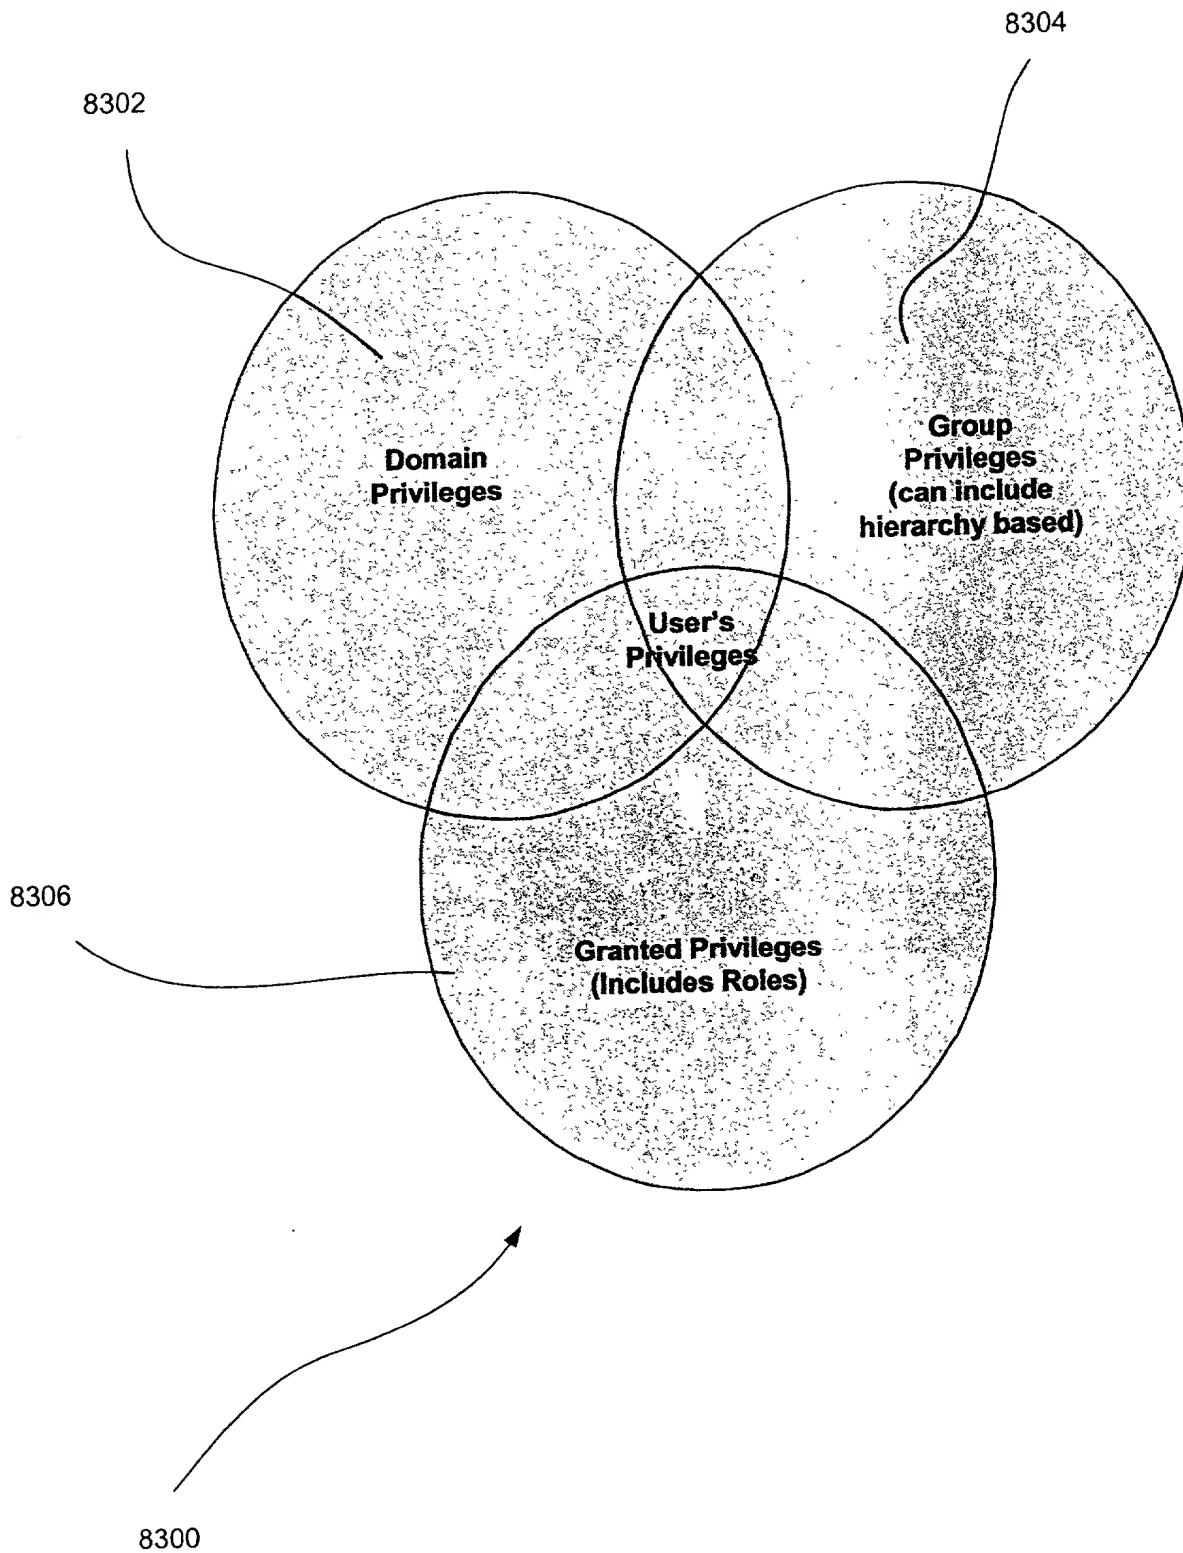 8304
8302
Domain
Privileges
Group
Privileges
(can include
hierarchy based)
User's
Privileges
8306
Granted Privileges
(Includes Roles)
8300